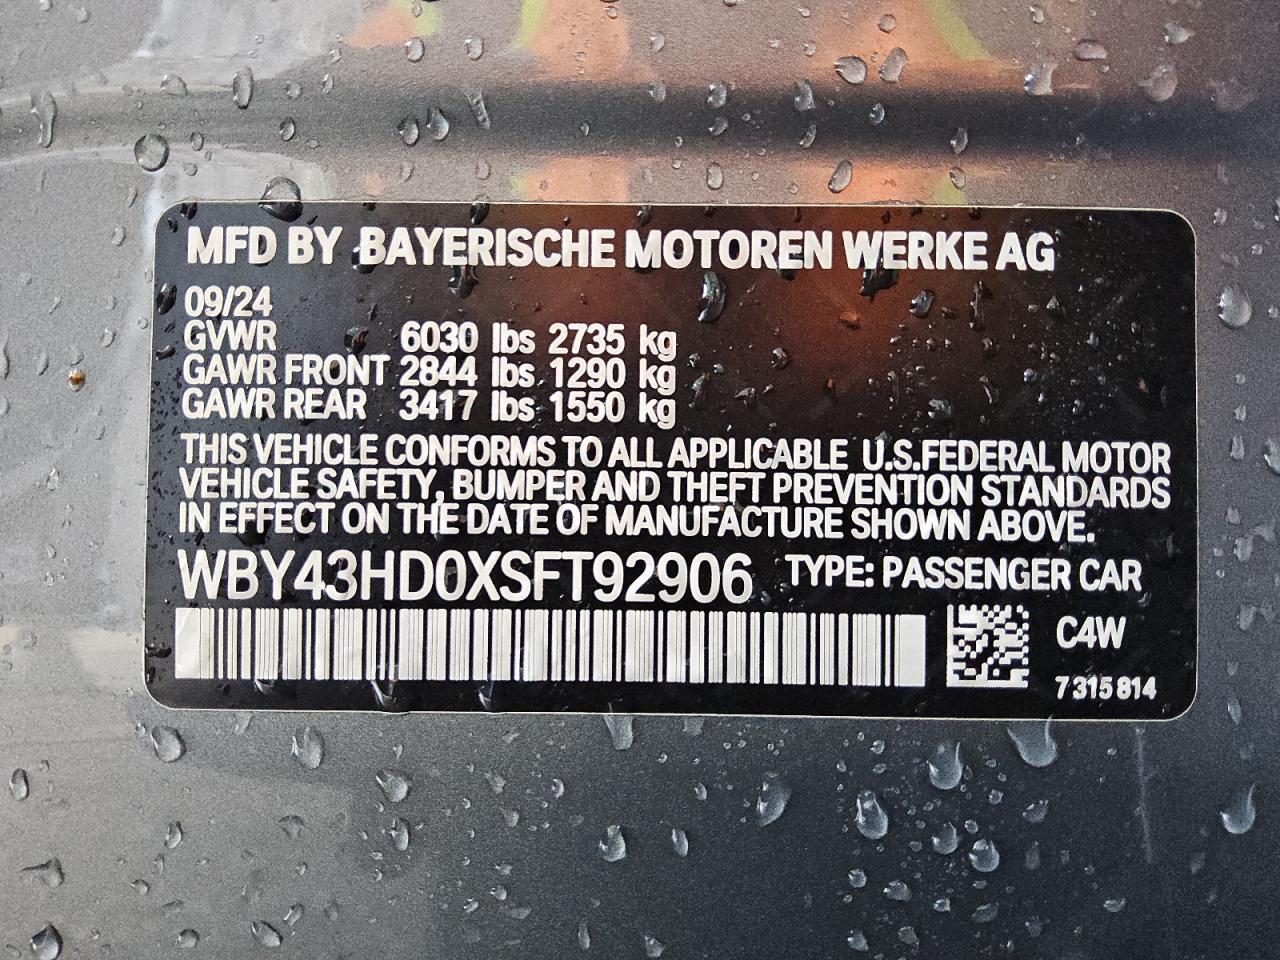 MFD BY BAYERISCHE MOTOREN WERKE AG
09/24
GVWR 6030 lbs 2735 kg
GAWR FRONT 2844 lbs 1290 kg
GAWR REAR 3417 lbs 1550 kg
THIS VEHICLE CONFORMS TO ALL APPLICABLE U.S.FEDERAL MOTOR
VEHICLE SAFETY, BUMPER AND THEFT PREVENTION STANDARDS
IN EFFECT ON THE DATE OF MANUFACTURE SHOWN ABOVE.
WBY43HD0XSFT92906 TYPE: PASSENGER CAR
C4W
7 315 814